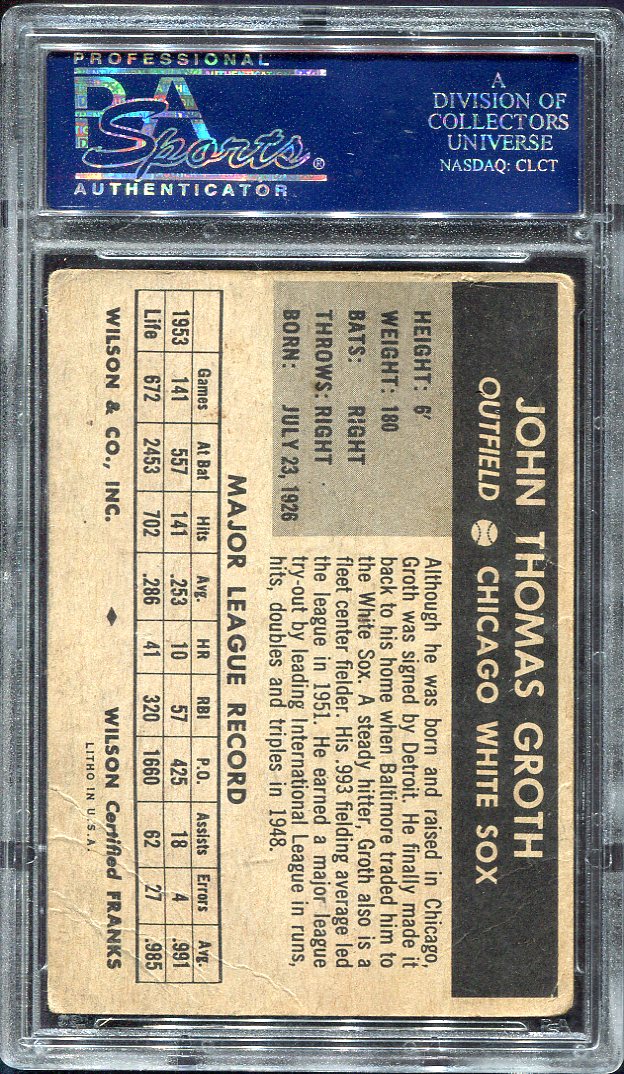 PROFESSIONAL
PSA
Sports®
AUTHENTICATOR
A
DIVISION OF
COLLECTORS
UNIVERSE
NASDAQ: CLCT
JOHN THOMAS GROTH
OUTFIELD CHICAGO WHITE SOX
HEIGHT: 6'
WEIGHT: 180
BATS: RIGHT
THROWS: RIGHT
BORN: JULY 23, 1926
Although he was born and raised in Chicago,
Groth was signed by Detroit. He finally made it
back to his home when Baltimore traded him to
the White Sox. A steady hitter, Groth also is a
fleet center fielder. His .993 fielding average led
the league in 1951. He earned a major league
try-out by leading International League in runs,
hits, doubles and triples in 1948.
MAJOR LEAGUE RECORD
Games At Bat Hits Avg. HR RBI P.O. Assists Errors Avg.
1953 141 557 141 .253 10 57 425 18 4 .991
Life 672 2453 702 .286 41 320 1660 62 27 .985
WILSON & CO., INC. ♦ WILSON Certified FRANKS
LITHO IN U.S.A.